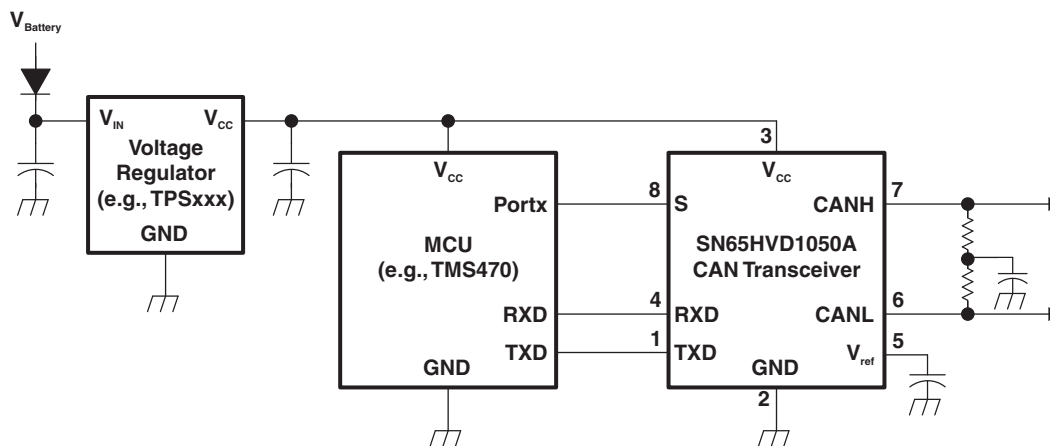 VBattery
VIN
VCC
Voltage
Regulator
(e.g., TPSxxx)
GND
VCC
Portx
MCU
(e.g., TMS470)
RXD
TXD
GND
3
VCC
8
S
CANH
7
SN65HVD1050A
CAN Transceiver
4
RXD
CANL
6
1
TXD
Vref
5
GND
2